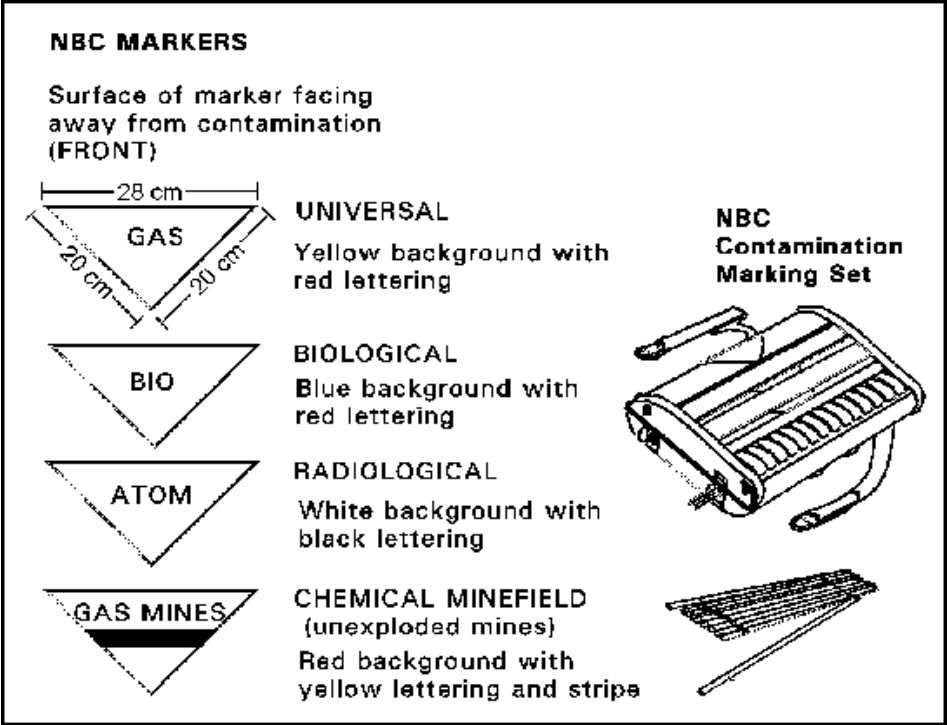 NBC MARKERS
Surface of marker facing
away from contamination
(FRONT)
28 cm
GAS
20 cm
20 cm
UNIVERSAL
Yellow background with
red lettering
BIO
BIOLOGICAL
Blue background with
red lettering
ATOM
RADIOLOGICAL
White background with
black lettering
GAS MINES
CHEMICAL MINEFIELD
(unexploded mines)
Red background with
yellow lettering and stripe
NBC
Contamination
Marking Set